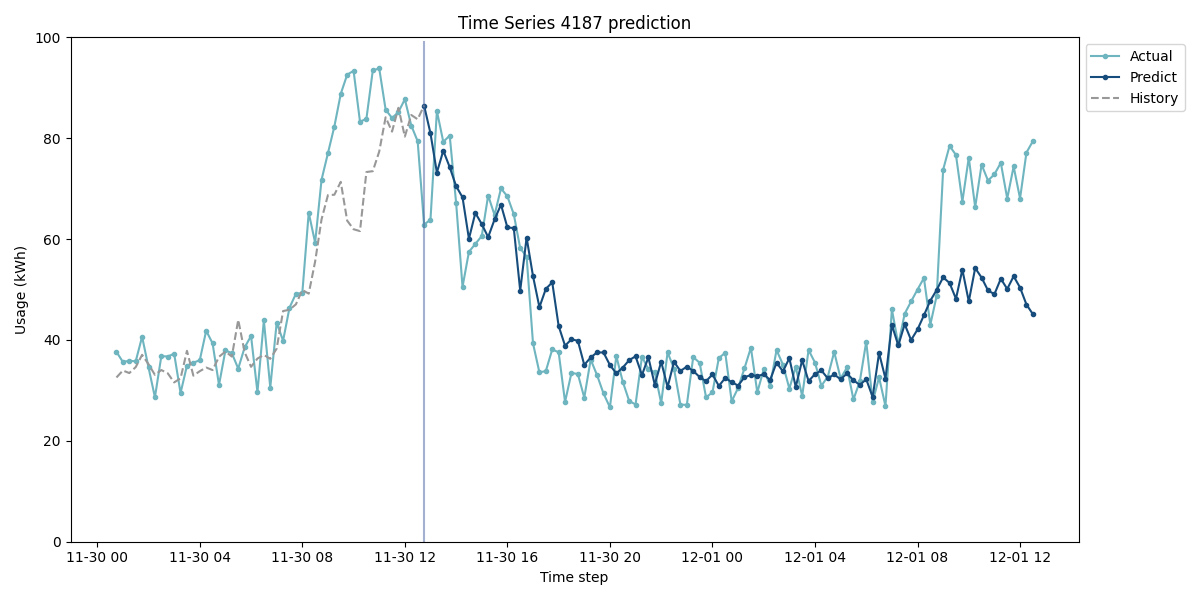 Time Series 4187 prediction
Usage (kWh)
100
80
60
40
20
0
11-30 00 11-30 04 11-30 08 11-30 12 11-30 16 11-30 20 12-01 00 12-01 04 12-01 08 12-01 12
Time step
Actual
Predict
History